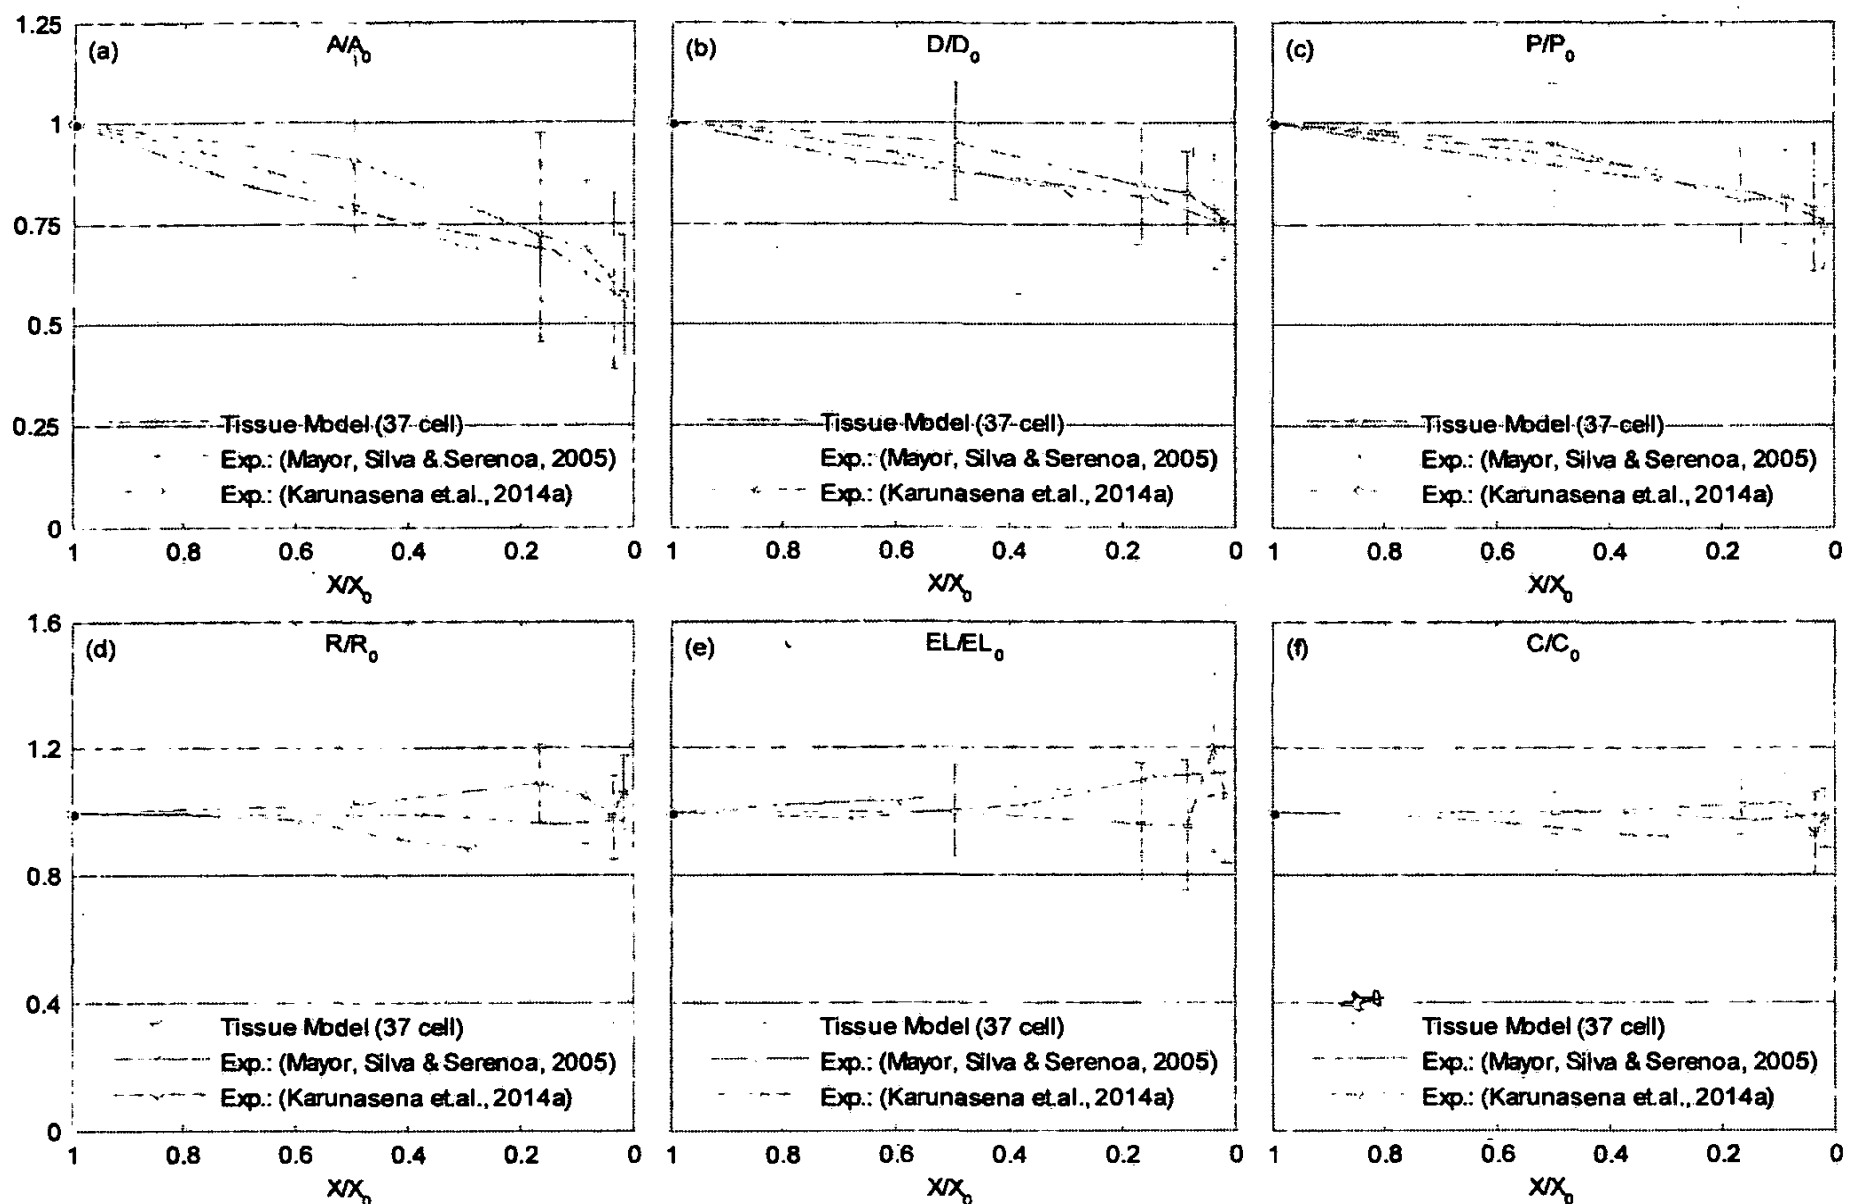 (a) A/A0
(b) D/D0
(c) P/P0
1.25
1
0.75
0.5
0.25
0
Tissue Model (37 cell)
Exp.: (Mayor, Silva & Serenoa, 2005)
Exp.: (Karunasena et.al., 2014a)
Tissue Model (37 cell)
Exp.: (Mayor, Silva & Serenoa, 2005)
Exp.: (Karunasena et.al., 2014a)
Tissue Model (37 cell)
Exp.: (Mayor, Silva & Serenoa, 2005)
Exp.: (Karunasena et.al., 2014a)
1 0.8 0.6 0.4 0.2 0
1 0.8 0.6 0.4 0.2 0
1 0.8 0.6 0.4 0.2 0
X/X0
X/X0
X/X0
(d) R/R0
(e) EL/EL0
(f) C/C0
1.6
1.2
0.8
0.4
0
Tissue Model (37 cell)
Exp.: (Mayor, Silva & Serenoa, 2005)
Exp.: (Karunasena et.al., 2014a)
Tissue Model (37 cell)
Exp.: (Mayor, Silva & Serenoa, 2005)
Exp.: (Karunasena et.al., 2014a)
Tissue Model (37 cell)
Exp.: (Mayor, Silva & Serenoa, 2005)
Exp.: (Karunasena et.al., 2014a)
1 0.8 0.6 0.4 0.2 0
1 0.8 0.6 0.4 0.2 0
1 0.8 0.6 0.4 0.2 0
X/X0
X/X0
X/X0